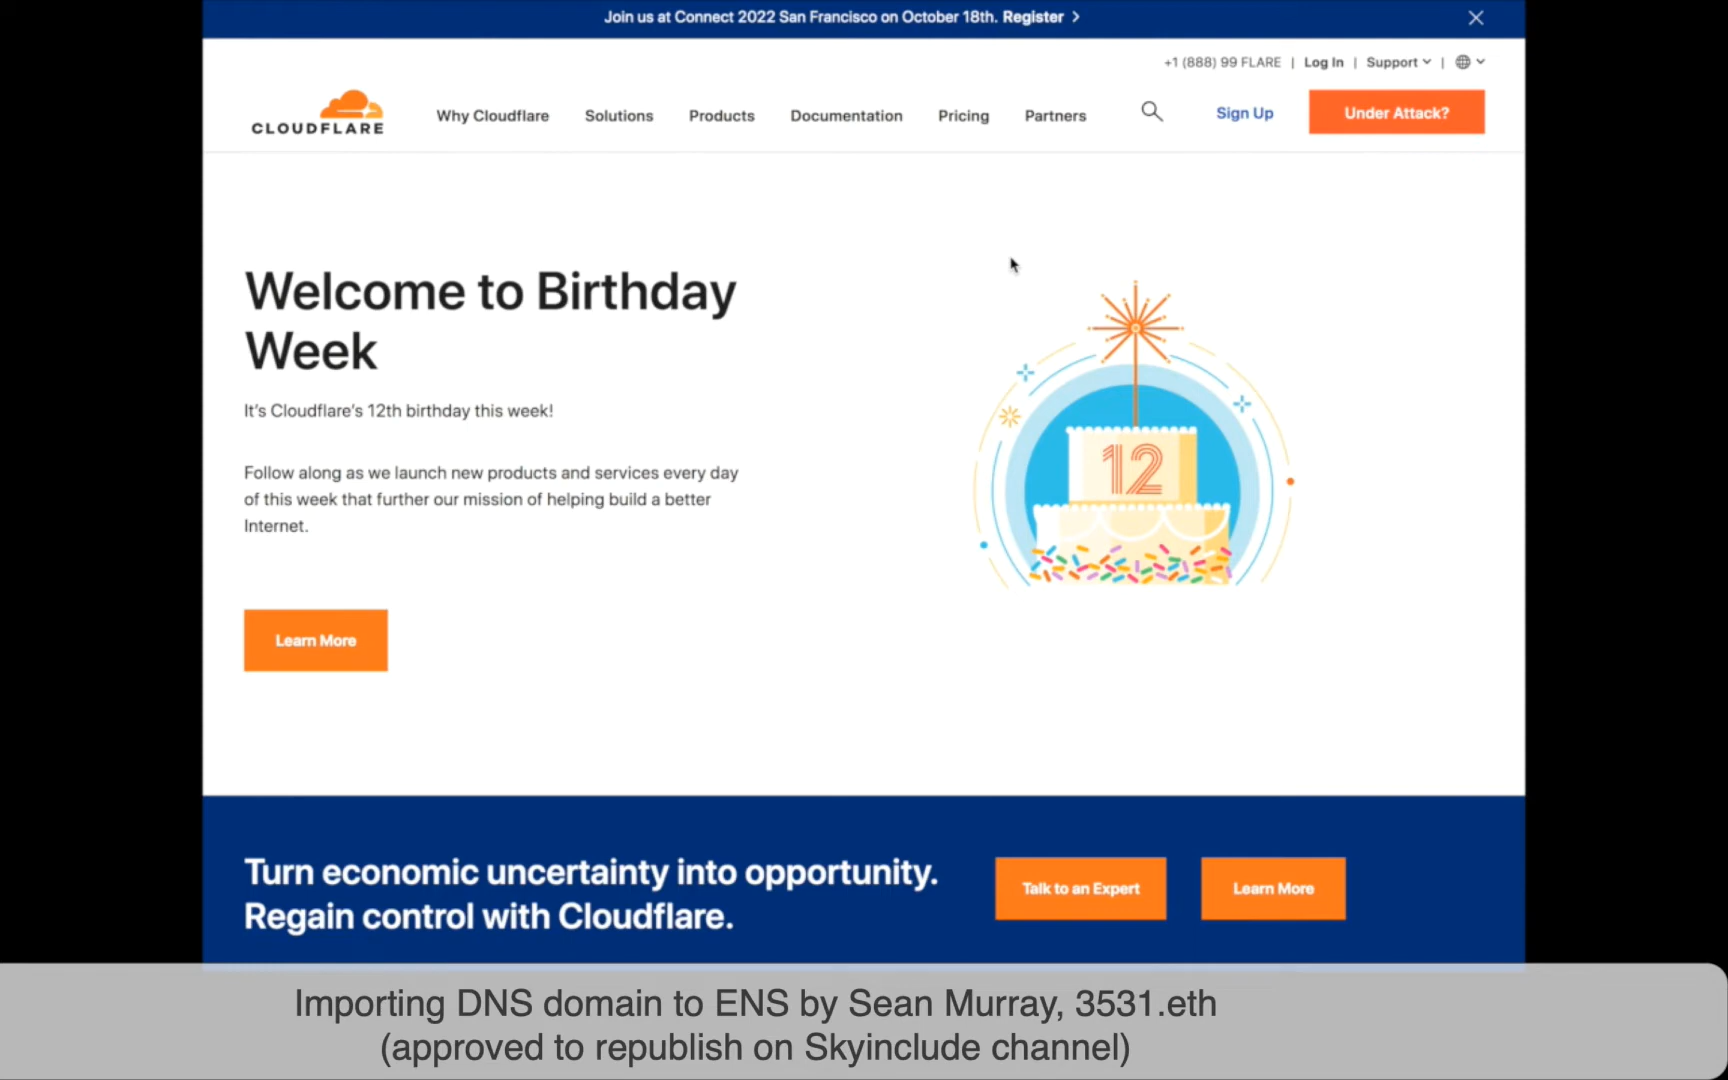 Join us at Connect 2022 San Francisco on October 18th. Register
+1 (888) 99 FLARE | Log In | Support |
CLOUDFLARE
Why Cloudflare Solutions Products Documentation Pricing Partners Sign Up Under Attack?
Welcome to Birthday
Week
It's Cloudflare's 12th birthday this week!
Follow along as we launch new products and services every day
of this week that further our mission of helping build a better
Internet.
Learn More
12
Turn economic uncertainty into opportunity.
Regain control with Cloudflare.
Talk to an Expert Learn More
Importing DNS domain to ENS by Sean Murray, 3531.eth
(approved to republish on Skyinclude channel)